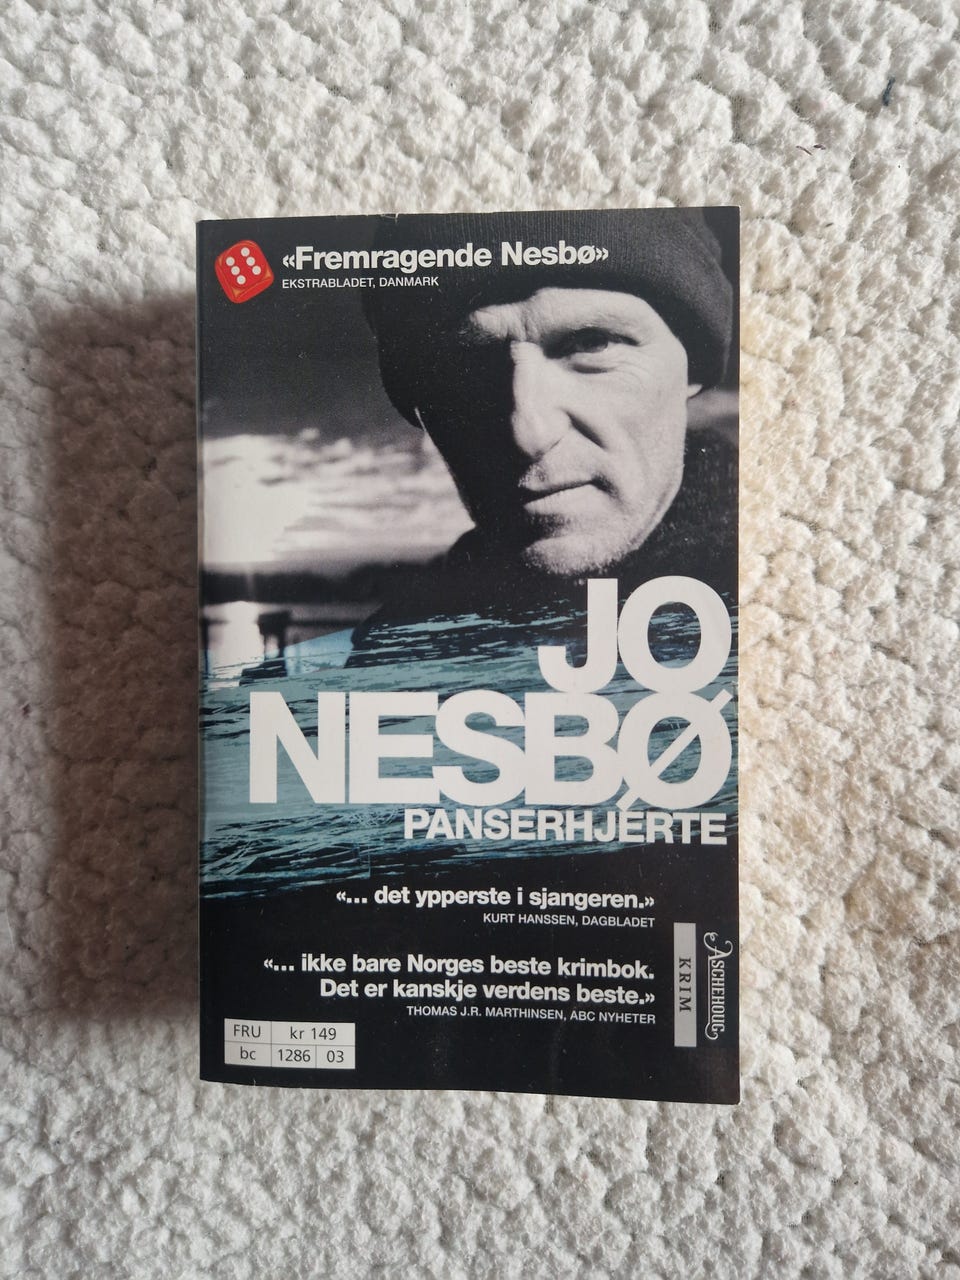 «Fremragende Nesbø»
EKSTRABLADET, DANMARK
JO
NESBØ
PANSERHJERTE
«... det ypperste i sjangeren.»
KURT HANSSEN, DAGBLADET
«... ikke bare Norges beste krimbok.
Det er kanskje verdens beste.»
THOMAS J.R. MARTHINSEN, ABC NYHETER
KRIM
ASCHEHOUG
FRU kr 149
bc 1286 03